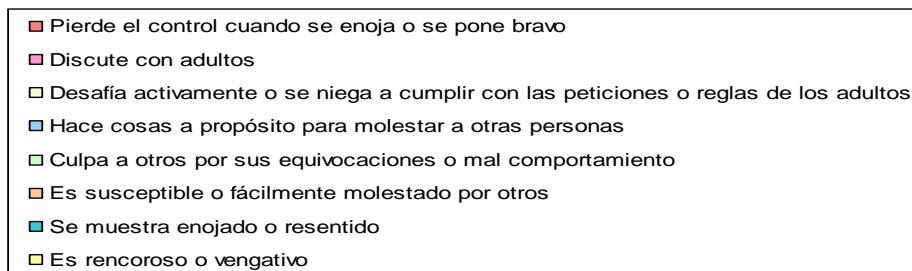 Pierde el control cuando se enoja o se pone bravo
Discute con adultos
Desafía activamente o se niega a cumplir con las peticiones o reglas de los adultos
Hace cosas a propósito para molestar a otras personas
Culpa a otros por sus equivocaciones o mal comportamiento
Es susceptible o fácilmente molestado por otros
Se muestra enojado o resentido
Es rencoroso o vengativo